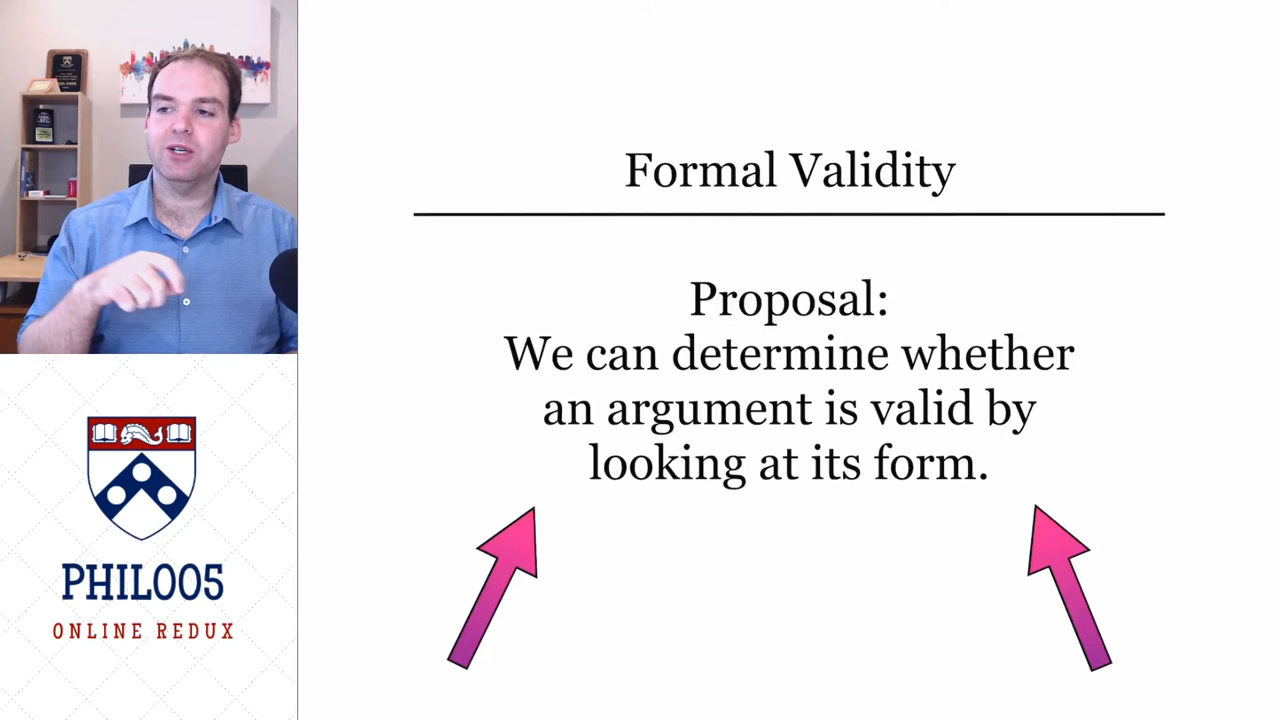 Formal Validity
Proposal:
We can determine whether
an argument is valid by
looking at its form.
PHIL005
ONLINE REDUX